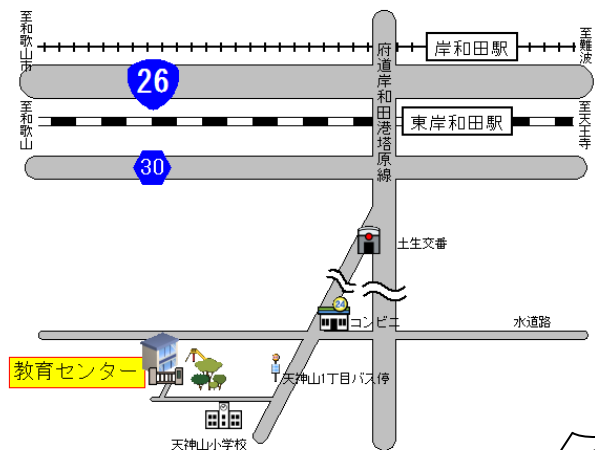 至和歌山市
岸和田駅
至難波
26
府道岸和田港塔原線
至和歌山
東岸和田駅
至天王寺
30
土生交番
24
コンビニ
水道路
教育センター
天神山1丁目バス停
天神山小学校